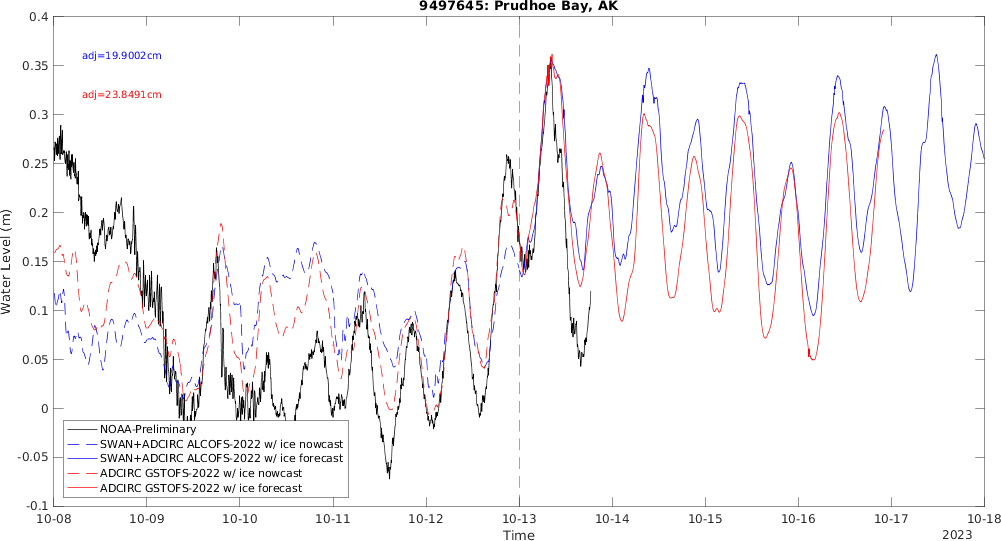 9497645: Prudhoe Bay, AK
0.4
0.35
0.3
0.25
0.2
0.15
0.1
0.05
0
-0.05
-0.1
Water Level (m)
adj=19.9002cm
adj=23.8491cm
NOAA-Preliminary
SWAN+ADCIRC ALCOFS-2022 w/ ice nowcast
SWAN+ADCIRC ALCOFS-2022 w/ ice forecast
ADCIRC GSTOFS-2022 w/ ice nowcast
ADCIRC GSTOFS-2022 w/ ice forecast
10-08 10-09 10-10 10-11 10-12 10-13 10-14 10-15 10-16 10-17 10-18
Time
2023